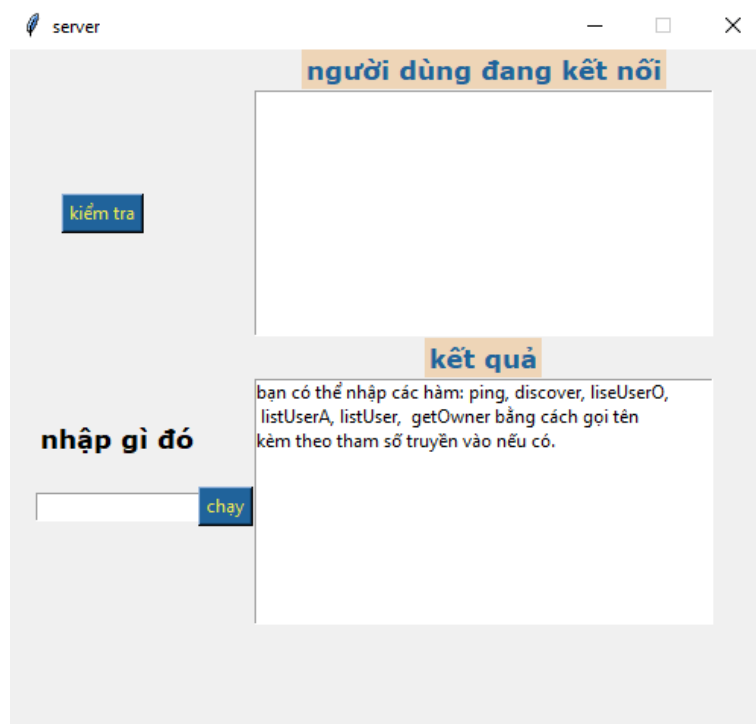 server
người dùng đang kết nối
kiểm tra
kết quả
bạn có thể nhập các hàm: ping, discover, liseUserO,
listUserA, listUser,  getOwner bằng cách gọi tên
kèm theo tham số truyền vào nếu có.
nhập gì đó
chạy